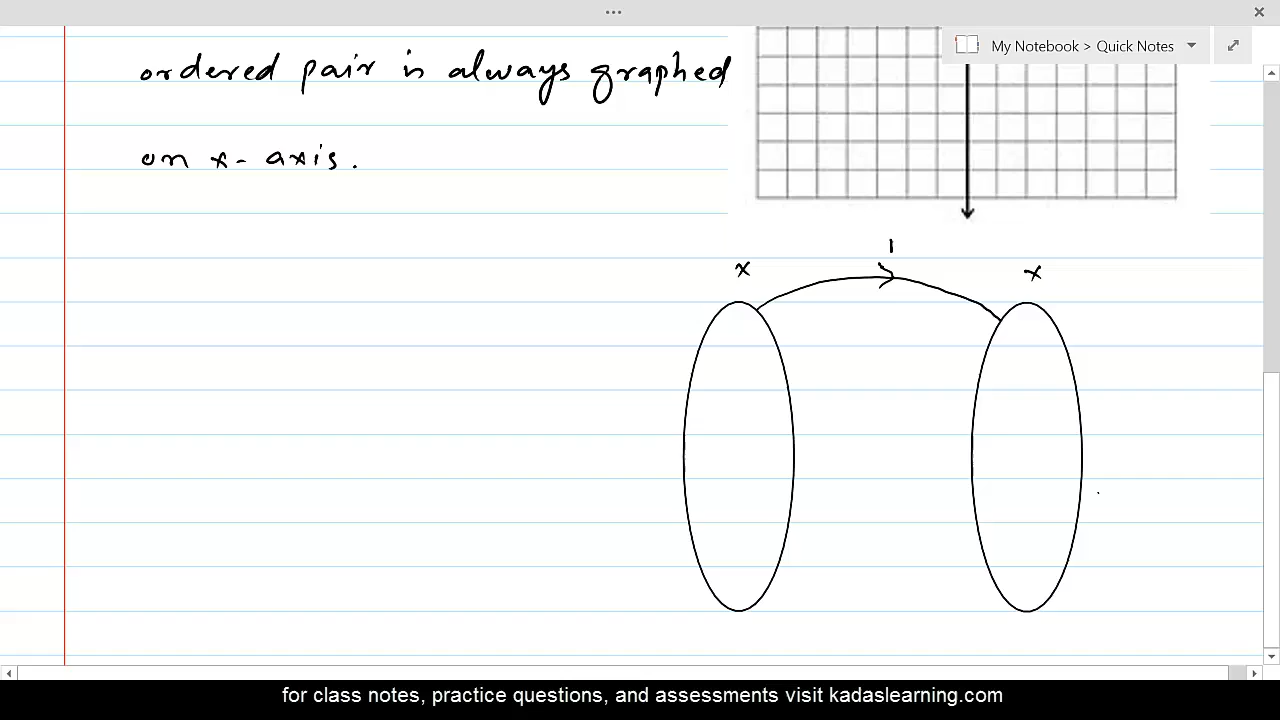 My Notebook > Quick Notes
ordered pair is always graphed
on x-axis.
x
x
for class notes, practice questions, and assessments visit kadaslearning.com